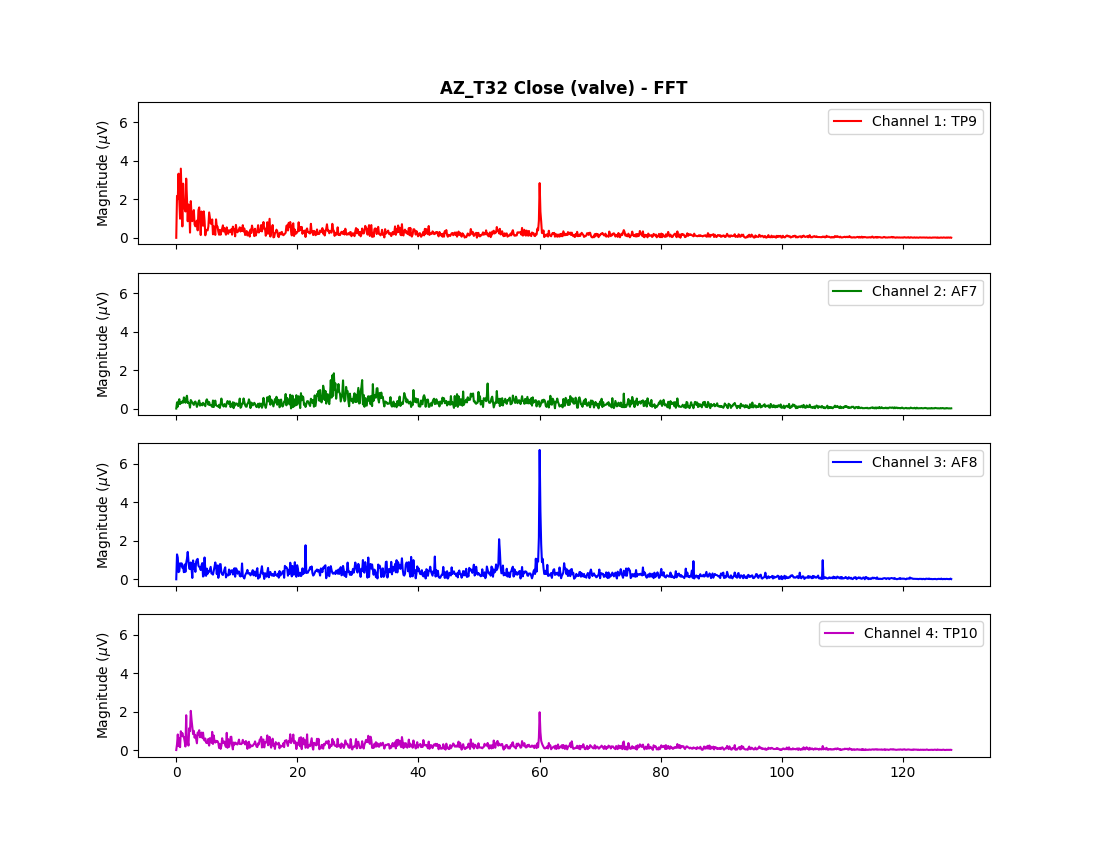 AZ_T32 Close (valve) - FFT
Magnitude (μV)
6
4
2
0
Channel 1: TP9
Magnitude (μV)
6
4
2
0
Channel 2: AF7
Magnitude (μV)
6
4
2
0
Channel 3: AF8
Magnitude (μV)
6
4
2
0
Channel 4: TP10
0 20 40 60 80 100 120